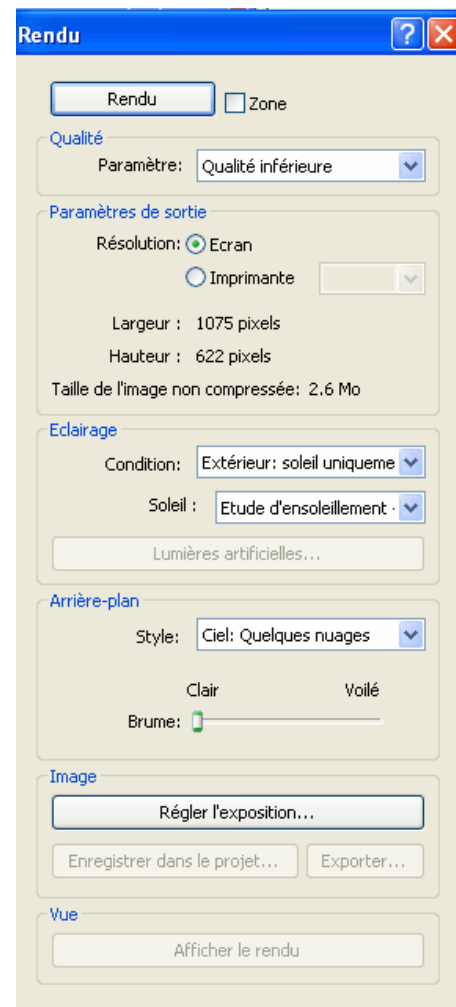 Rendu
Rendu Zone
Qualité
Paramètre: Qualité inférieure
Paramètres de sortie
Résolution: Ecran
Imprimante
Largeur : 1075 pixels
Hauteur : 622 pixels
Taille de l'image non compressée: 2.6 Mo
Eclairage
Condition: Extérieur: soleil uniqueme
Soleil : Etude d'ensoleillement -
Lumières artificielles...
Arrière-plan
Style: Ciel: Quelques nuages
Clair Voilé
Brume:
Image
Régler l'exposition...
Enregistrer dans le projet... Exporter...
Vue
Afficher le rendu